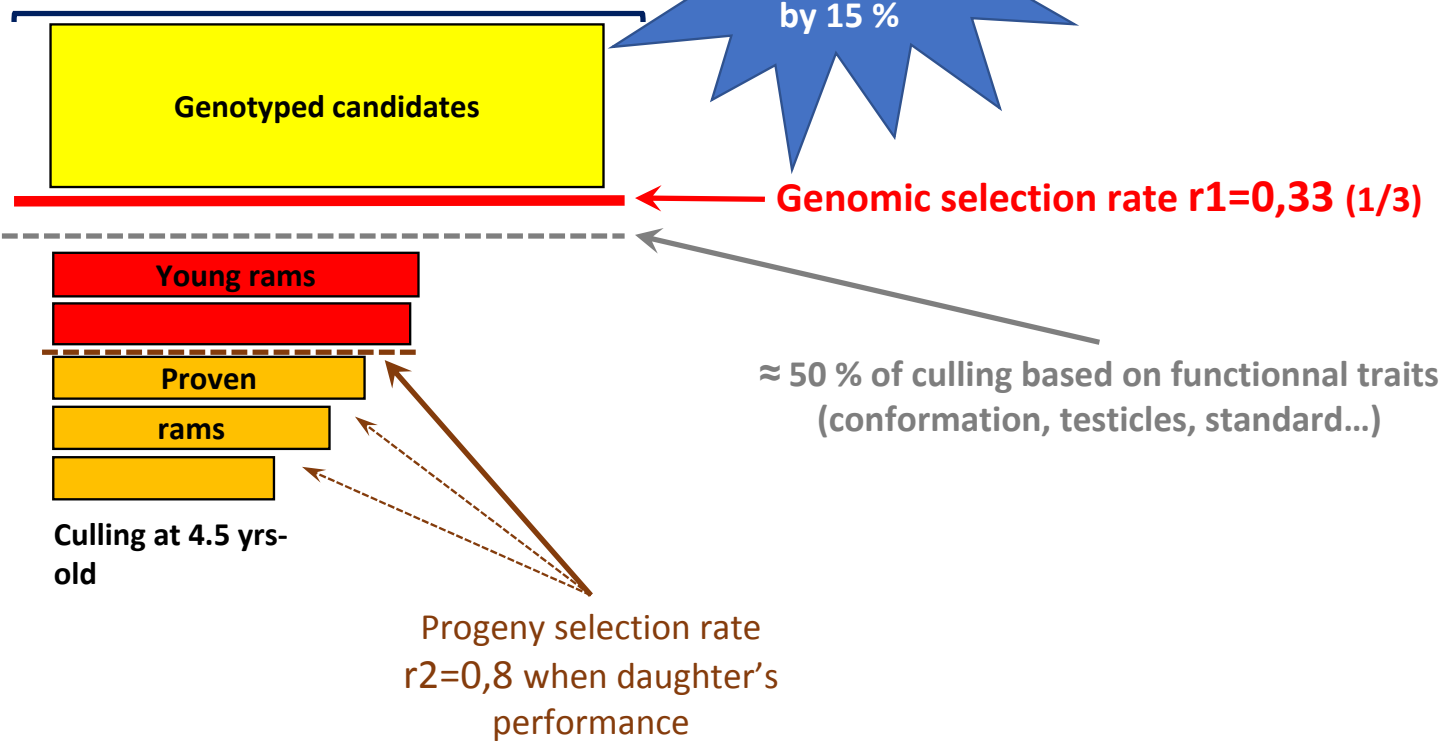 by 15 %
Genotyped candidates
Genomic selection rate r1=0,33 (1/3)
Young rams
≈ 50 % of culling based on functionnal traits
(conformation, testicles, standard…)
Proven
rams
Culling at 4.5 yrs-
old
Progeny selection rate
r2=0,8 when daughter's
performance